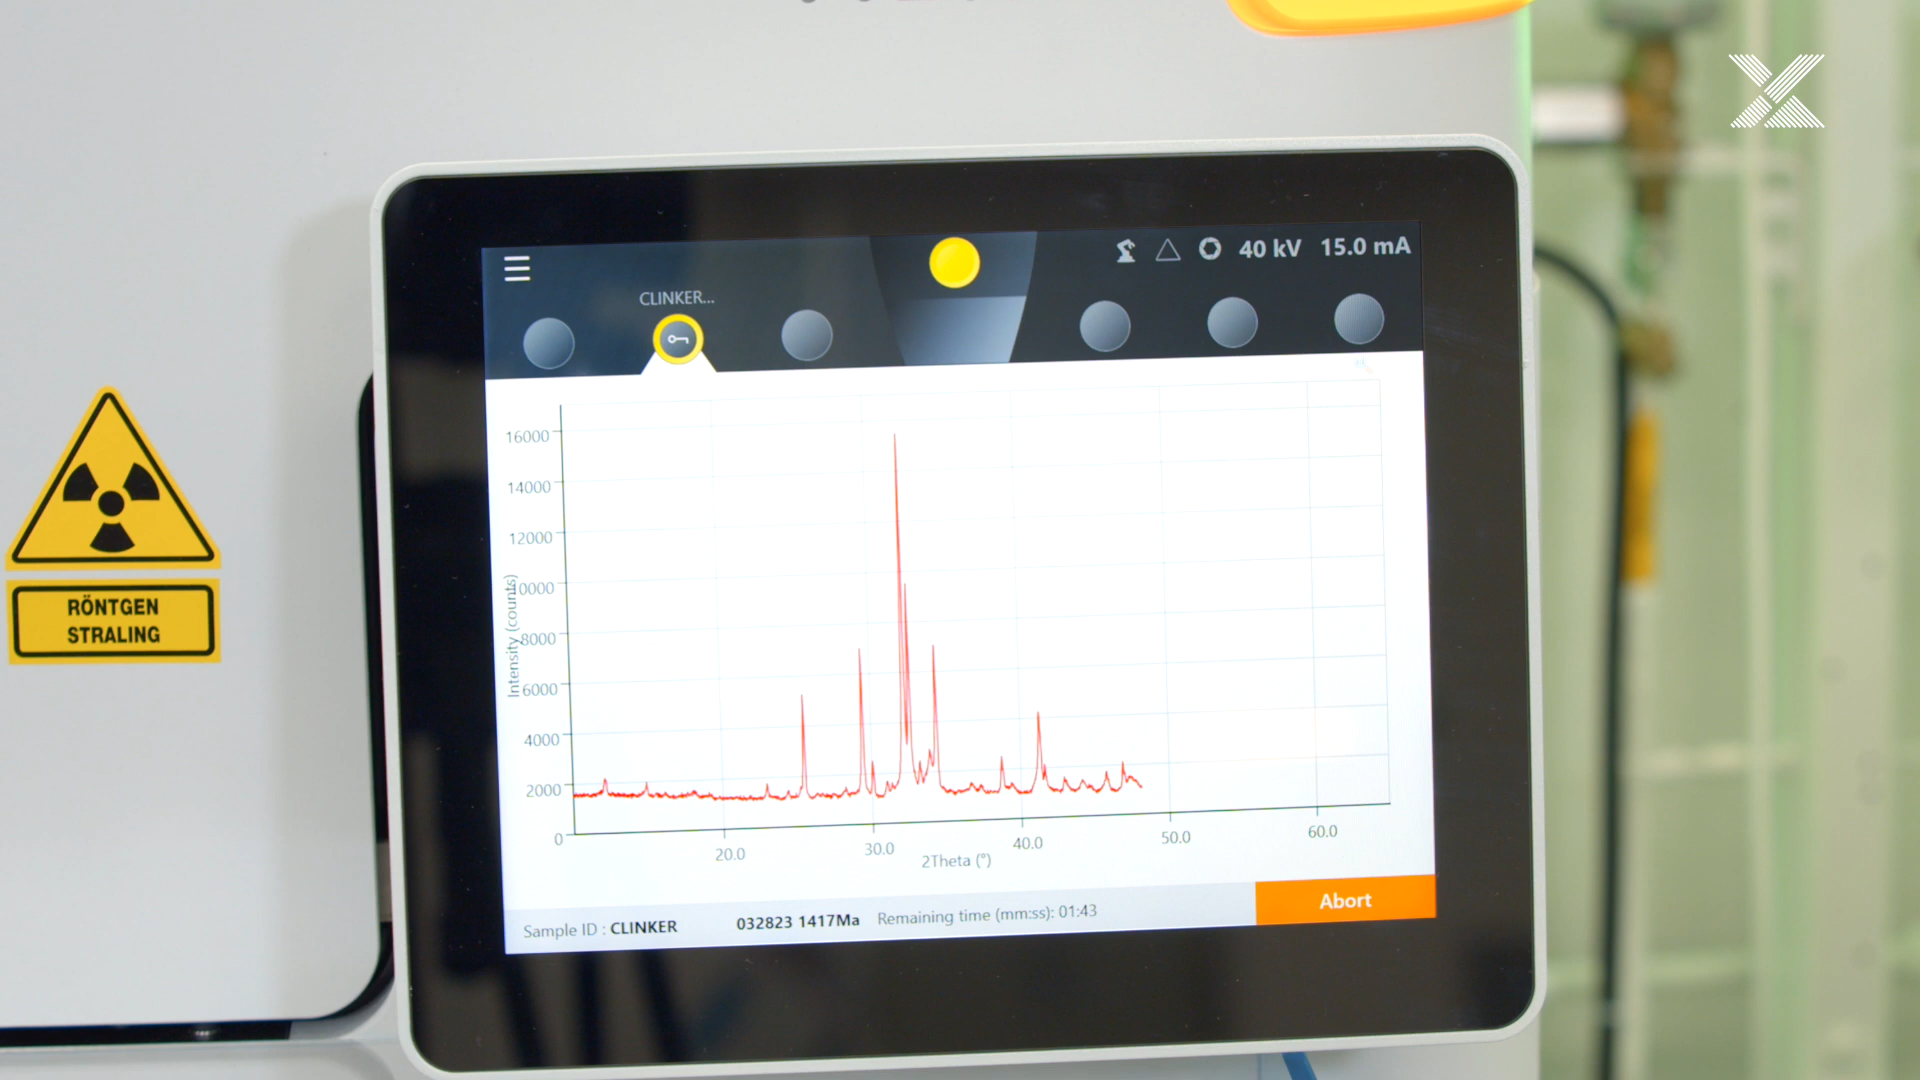 40 kV 15.0 mA
CLINKER...
16000
14000
12000
10000
8000
6000
4000
2000
0
Intensity (counts)
20.0 30.0 40.0 50.0 60.0
2Theta (°)
Sample ID : CLINKER 032823 1417Ma Remaining time (mm:ss): 01:43 Abort
RÖNTGEN
STRALING